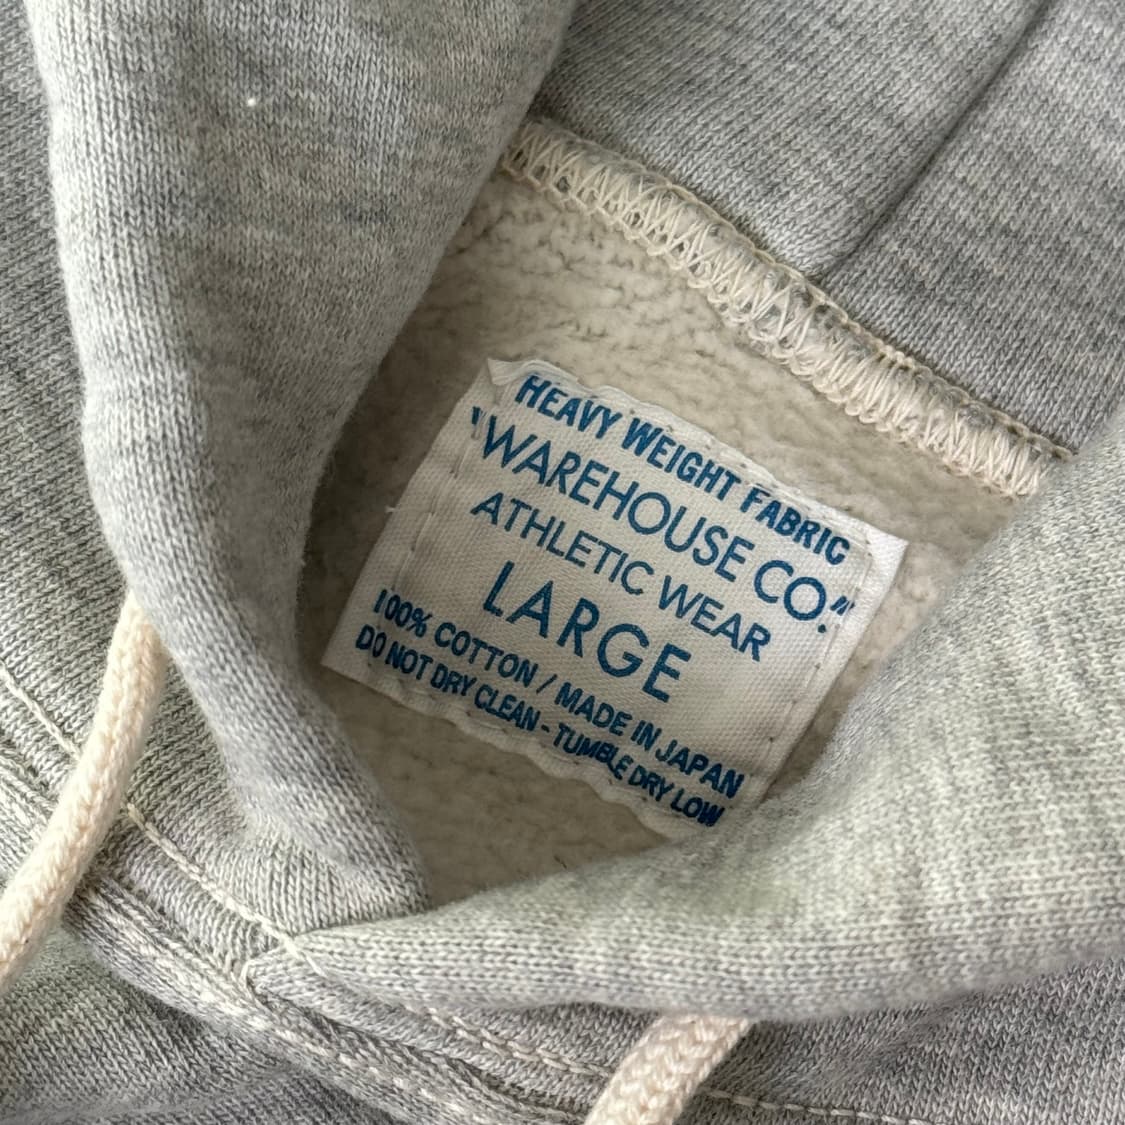 HEAVY WEIGHT FABRIC
"WAREHOUSE CO."
ATHLETIC WEAR
LARGE
100% COTTON / MADE IN JAPAN
DO NOT DRY CLEAN - TUMBLE DRY LOW